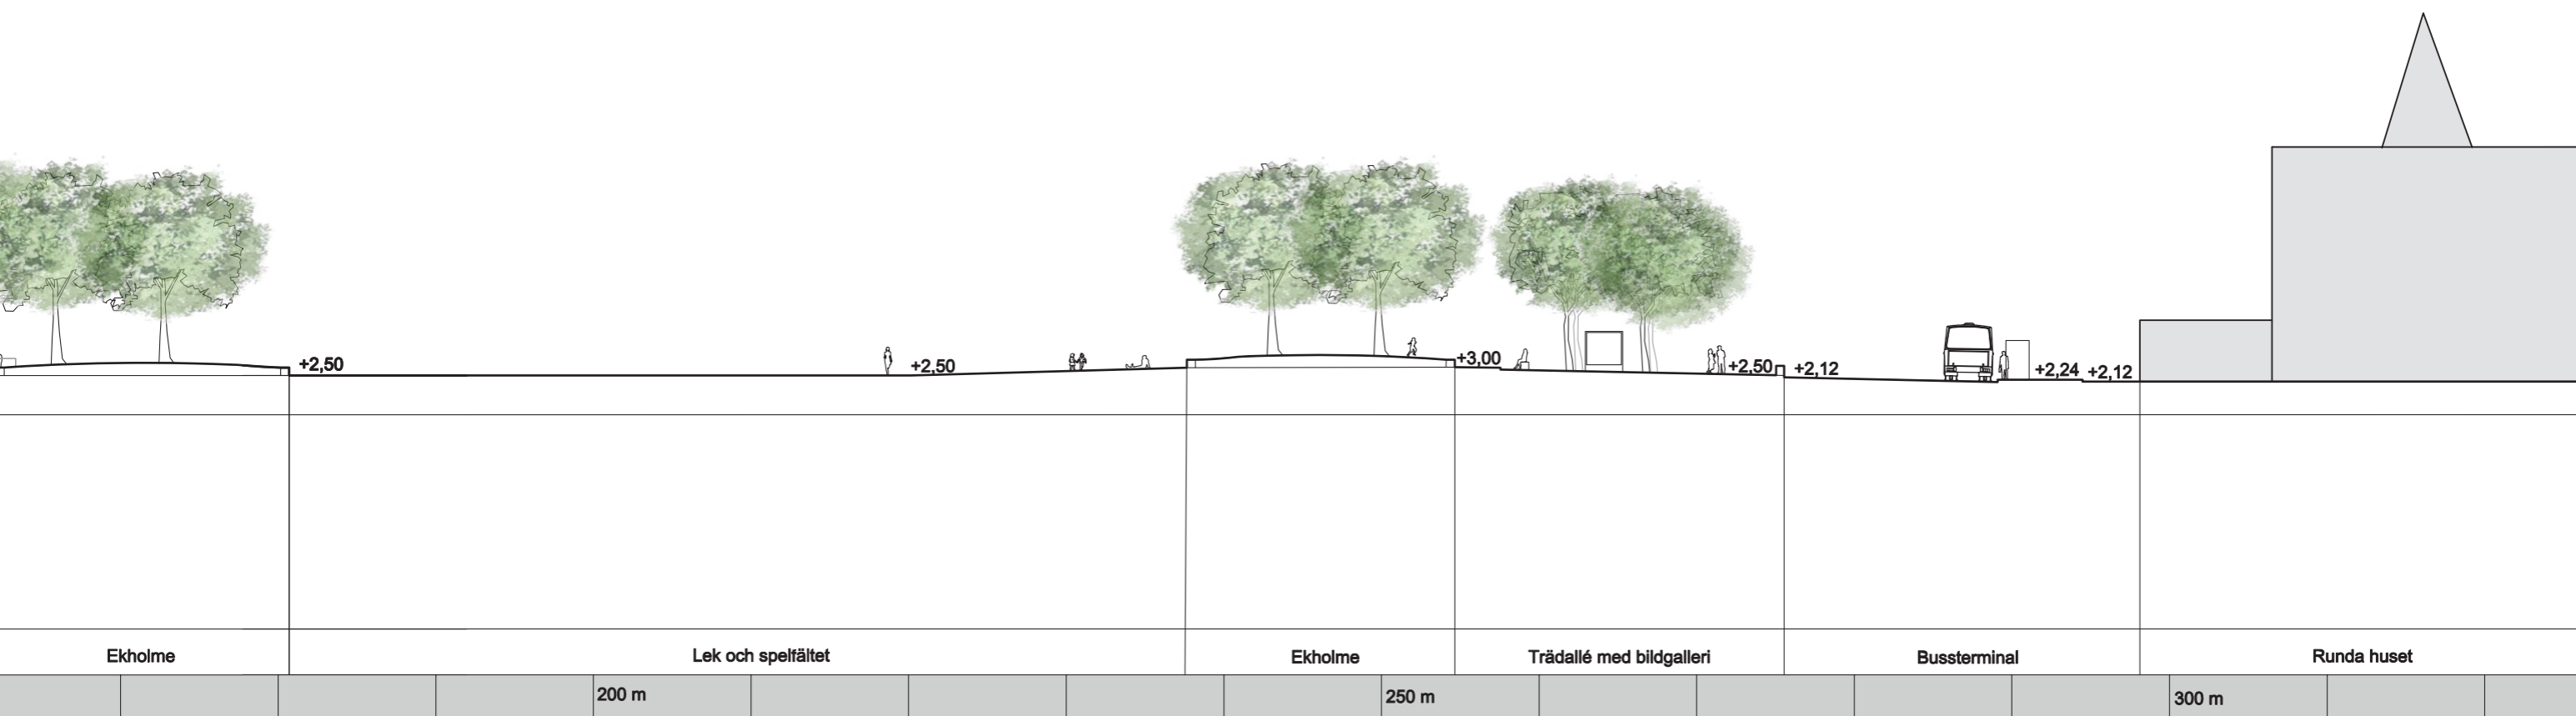 +2,50
+2,50
+3,00
+2,50
+2,12
+2,24
+2,12
Ekholme
Lek och spelfältet
Ekholme
Trädallé med bildgalleri
Bussterminal
Runda huset
200 m
250 m
300 m